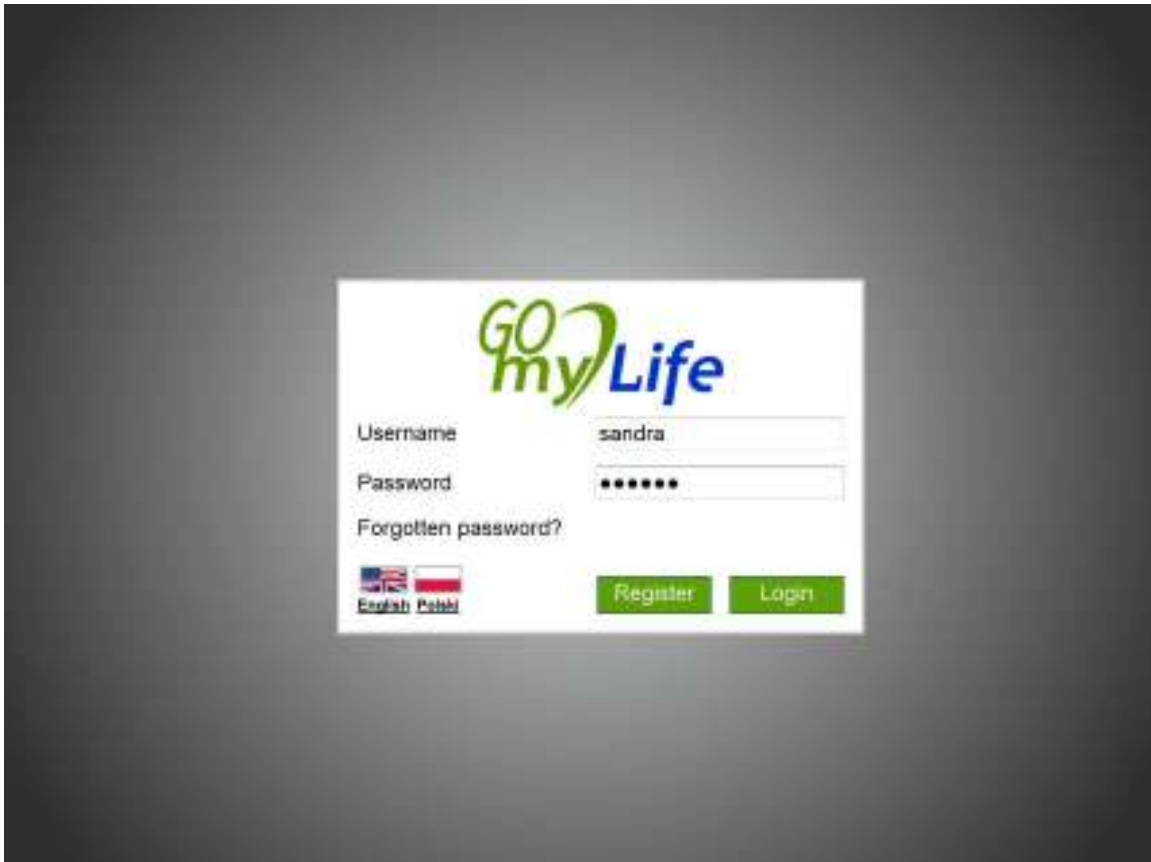 GO
my Life
Username sandra
Password ••••••
Forgotten password?
English Polski Register Login